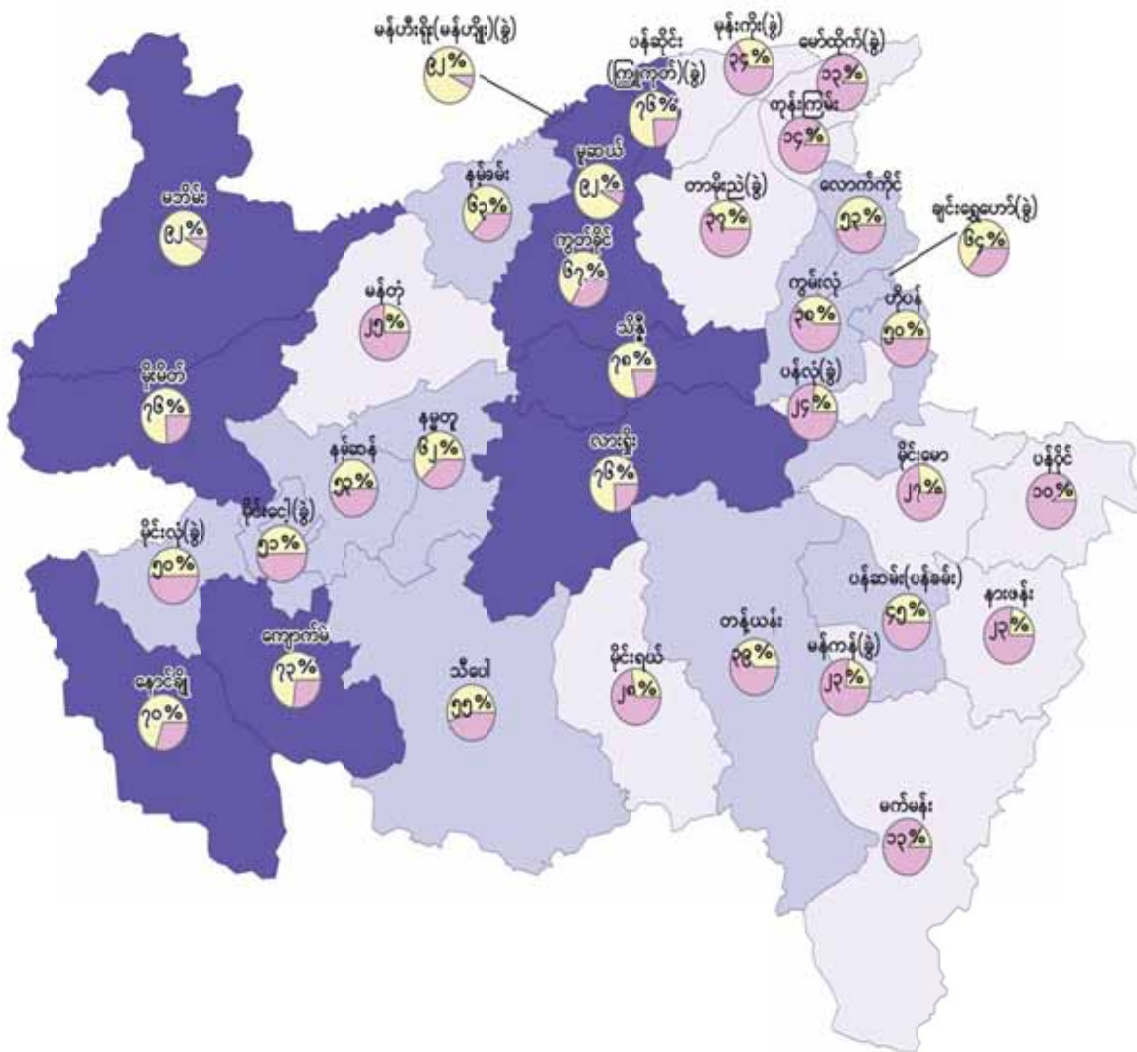 မန်ဟီးရိုး(မန်ဟျိုး)(ခွဲ)
၉၂%
ပန်ဆိုင်း
(ကြူကုတ်)(ခွဲ)
၇၆%
မုန်းကိုး(ခွဲ)
၃၄%
မော်ထိုက်(ခွဲ)
၁၃%
ကုန်းကြမ်း
၁၄%
မဘိမ်း
၉၂%
နမ့်ခမ်း
၆၃%
မူဆယ်
၉၂%
တာမိုးညဲ(ခွဲ)
၃၇%
လောက်ကိုင်
၅၃%
ချင်းရွှေဟော်(ခွဲ)
၆၄%
ကွတ်ခိုင်
၆၇%
မန်တုံ
၂၅%
ကွမ်းလုံ
၃၈%
ဟိုပန်
၅၀%
သိန္နီ
၇၈%
ပန်လုံ(ခွဲ)
၂၄%
မိုးမိတ်
၇၆%
နမ္မတူ
၆၂%
နမ့်ဆန်
၅၃%
လားရှိုး
၇၆%
မိုင်းမော
၂၇%
ပန်ဝိုင်
၁၀%
မိုင်းလုံ(ခွဲ)
၅၀%
မိုင်းငေါ့(ခွဲ)
၅၁%
ပန်ဆမ်း(ပန်ခမ်း)
၄၅%
နားဖန်း
၂၃%
ကျောက်မဲ
၇၃%
တန့်ယန်း
၃၉%
မန်ကန်(ခွဲ)
၂၃%
မိုင်းရယ်
၂၈%
နောင်ချို
၇၀%
သီပေါ
၅၅%
မက်မန်း
၁၃%